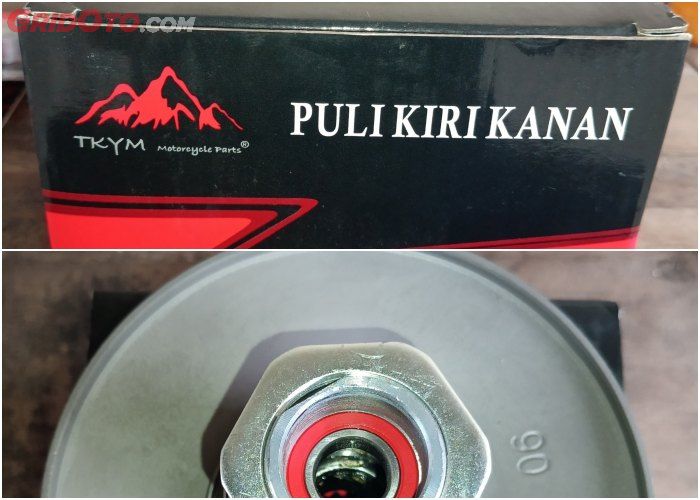 GRIDOTO.COM
PULI KIRI KANAN
TKYM Motorcycle Parts®
90